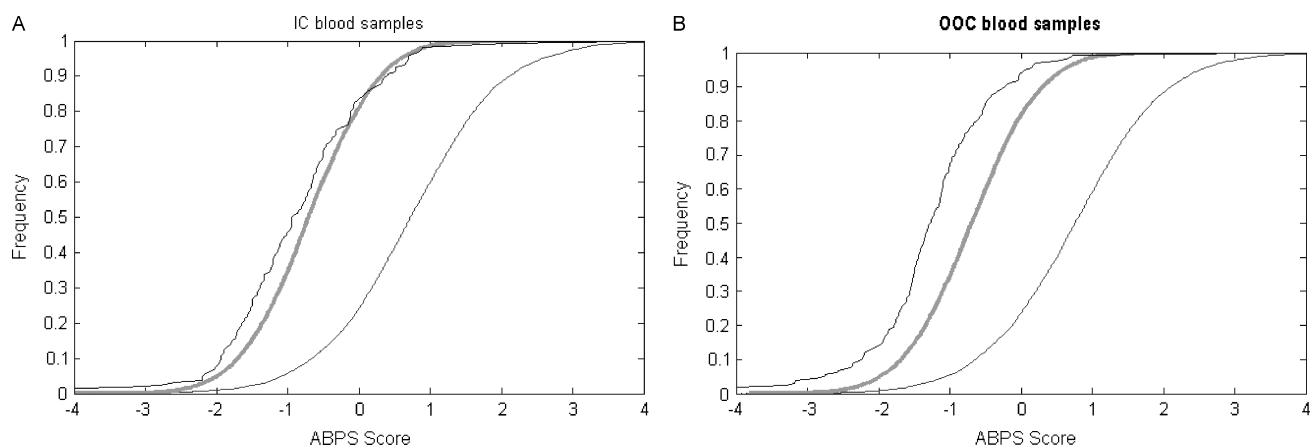 A
IC blood samples
1
0.9
0.8
0.7
0.6
0.5
0.4
0.3
0.2
0.1
0
Frequency
-4 -3 -2 -1 0 1 2 3 4
ABPS Score
B
OOC blood samples
1
0.9
0.8
0.7
0.6
0.5
0.4
0.3
0.2
0.1
0
Frequency
-4 -3 -2 -1 0 1 2 3 4
ABPS Score